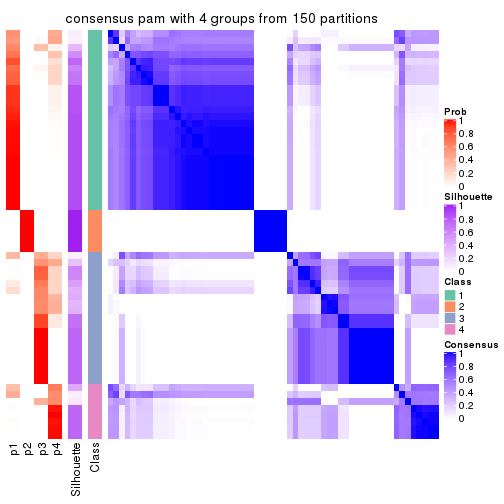 consensus pam with 4 groups from 150 partitions
Prob
1
0.8
0.6
0.4
0.2
0
Silhouette
1
0.8
0.6
0.4
0.2
0
Class
1
2
3
4
Consensus
1
0.8
0.6
0.4
0.2
0
p1
p2
p3
p4
Silhouette
Class